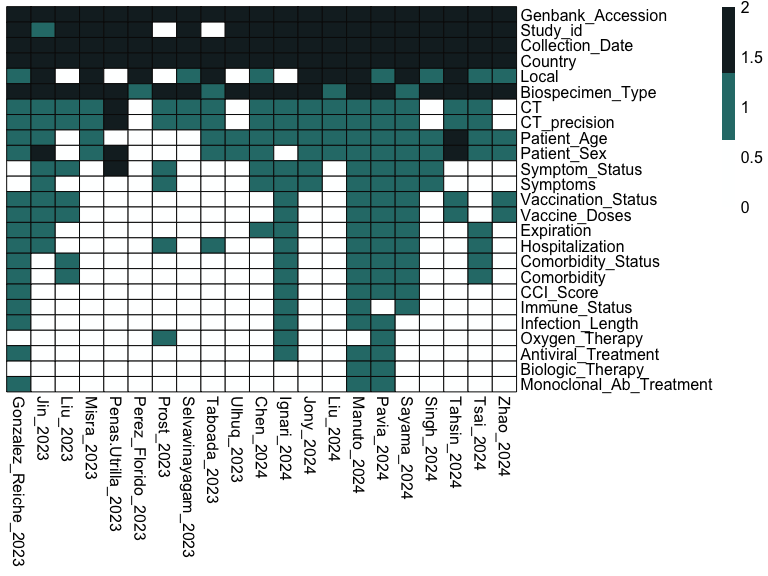 Genbank_Accession
Study_id
Collection_Date
Country
Local
Biospecimen_Type
CT
CT_precision
Patient_Age
Patient_Sex
Symptom_Status
Symptoms
Vaccination_Status
Vaccine_Doses
Expiration
Hospitalization
Comorbidity_Status
Comorbidity
CCI_Score
Immune_Status
Infection_Length
Oxygen_Therapy
Antiviral_Treatment
Biologic_Therapy
Monoclonal_Ab_Treatment
2
1.5
1
0.5
0
Gonzalez_Reiche_2023
Jin_2023
Liu_2023
Misra_2023
Penas.Utrilla_2023
Perez_Florido_2023
Prost_2023
Selvavinayagam_2023
Taboada_2023
Ulhuq_2023
Chen_2024
Ignari_2024
Jony_2024
Liu_2024
Manuto_2024
Pavia_2024
Sayama_2024
Singh_2024
Tahsin_2024
Tsai_2024
Zhao_2024